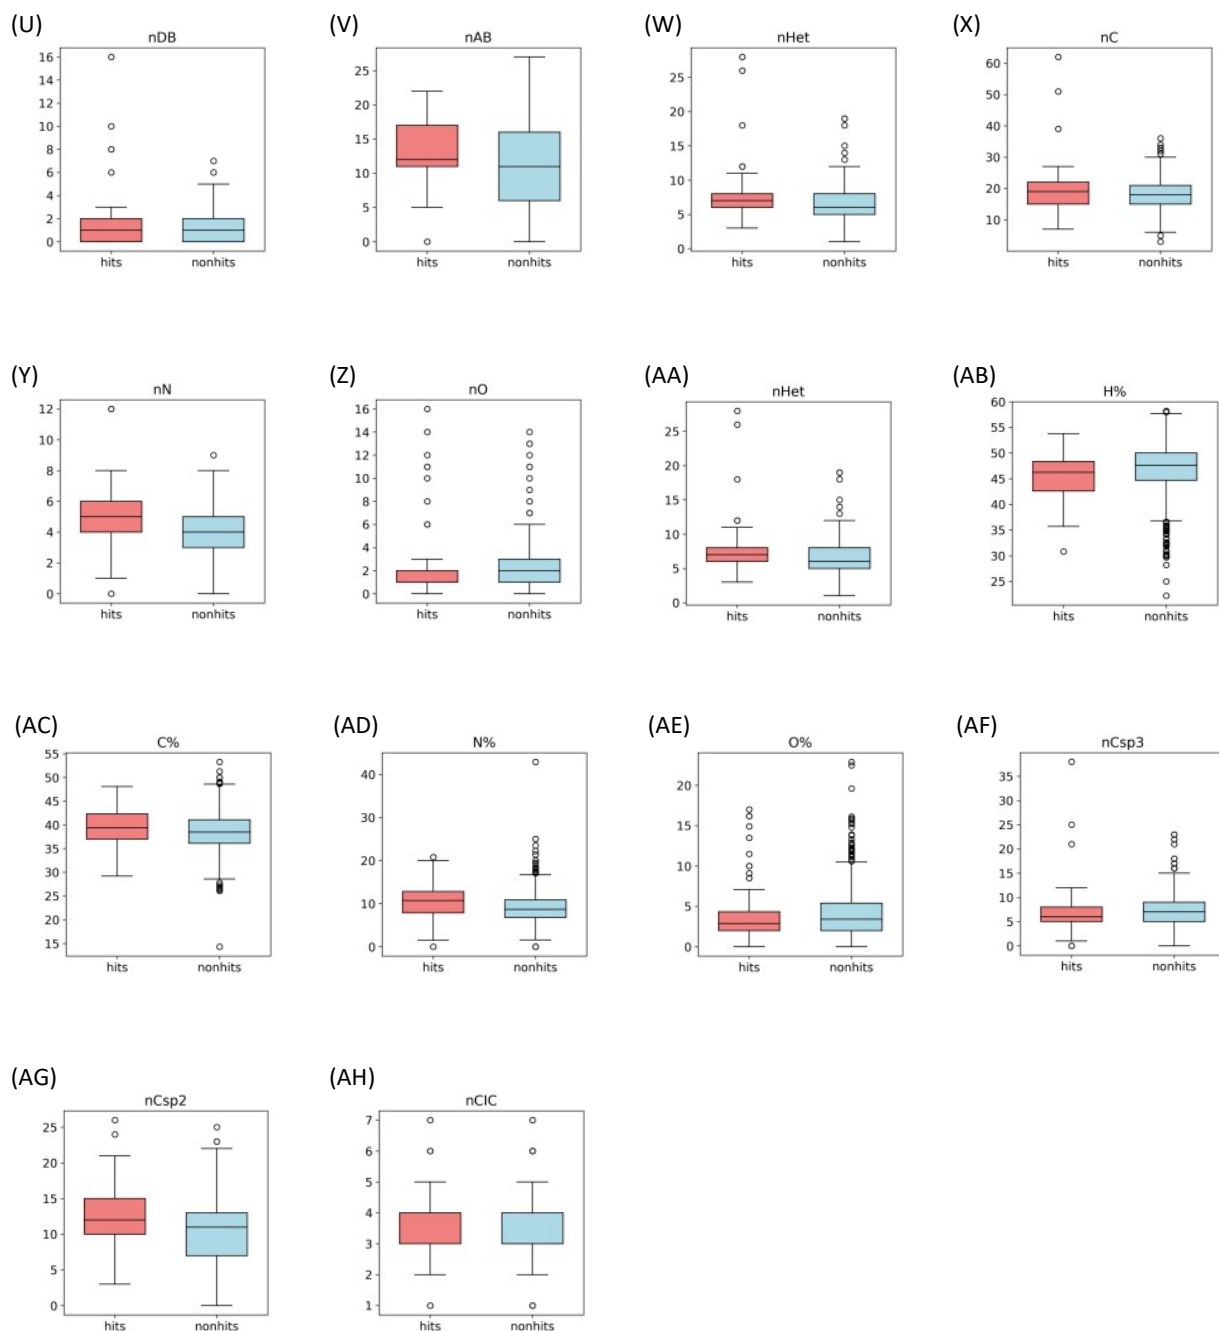 (U) (V) (W) (X)
nDB nAB nHet nC
16 14 12 10 8 6 4 2 0
25 20 15 10 5 0
25 20 15 10 5 0
60 50 40 30 20 10
hits nonhits hits nonhits hits nonhits hits nonhits
(Y) (Z) (AA) (AB)
nN nO nHet H%
12 10 8 6 4 2 0
16 14 12 10 8 6 4 2 0
25 20 15 10 5 0
60 55 50 45 40 35 30 25
hits nonhits hits nonhits hits nonhits hits nonhits
(AC) (AD) (AE) (AF)
C% N% O% nCsp3
55 50 45 40 35 30 25 20 15
40 30 20 10 0
20 15 10 5 0
35 30 25 20 15 10 5 0
hits nonhits hits nonhits hits nonhits hits nonhits
(AG) (AH)
nCsp2 nCIC
25 20 15 10 5 0
7 6 5 4 3 2 1
hits nonhits hits nonhits